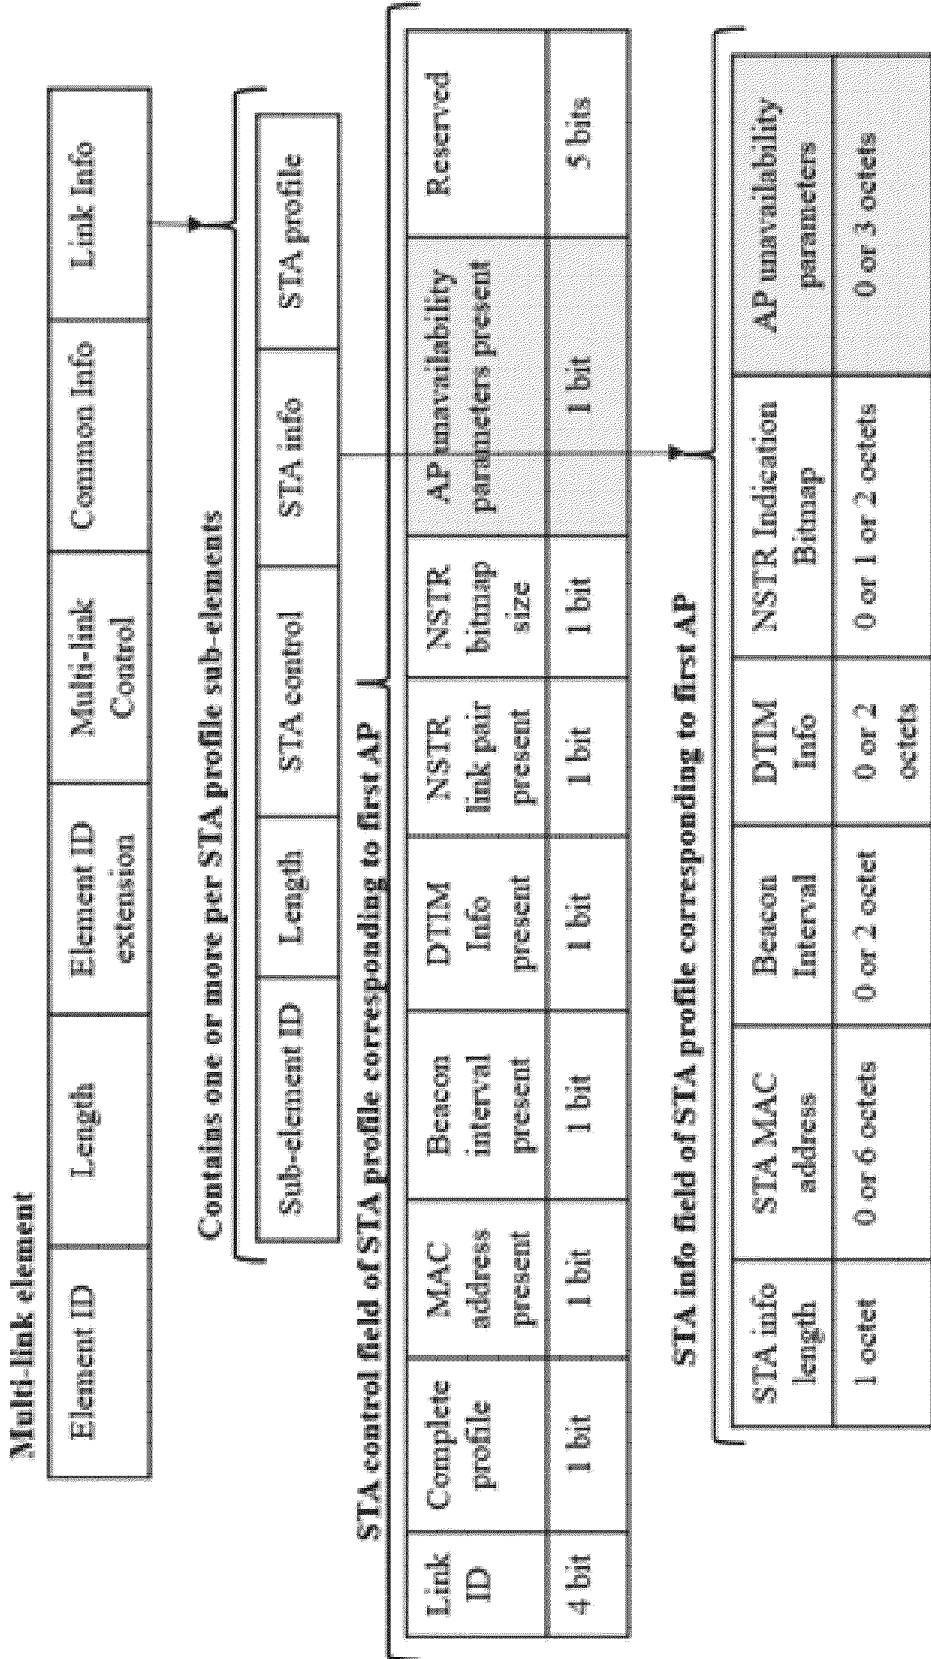 Multi-link element
Element ID
Length
Element ID
extension
Multi-link
Control
Common Info
Link Info
Contains one or more per STA profile sub-elements
Sub-element ID
Length
STA control
STA info
STA profile
STA control field of STA profile corresponding to first AP
Link
ID
Complete
profile
MAC
address
present
Beacon
interval
present
DTIM
Info
present
NSTR
link pair
present
NSTR
bitmap
size
AP unavailability
parameters present
Reserved
4 bit
1 bit
1 bit
1 bit
1 bit
1 bit
1 bit
1 bit
5 bits
STA info field of STA profile corresponding to first AP
STA info
length
STA MAC
address
Beacon
Interval
DTIM
Info
NSTR Indication
Bitmap
AP unavailability
parameters
1 octet
0 or 6 octets
0 or 2 octet
0 or 2
octets
0 or 1 or 2 octets
0 or 3 octets